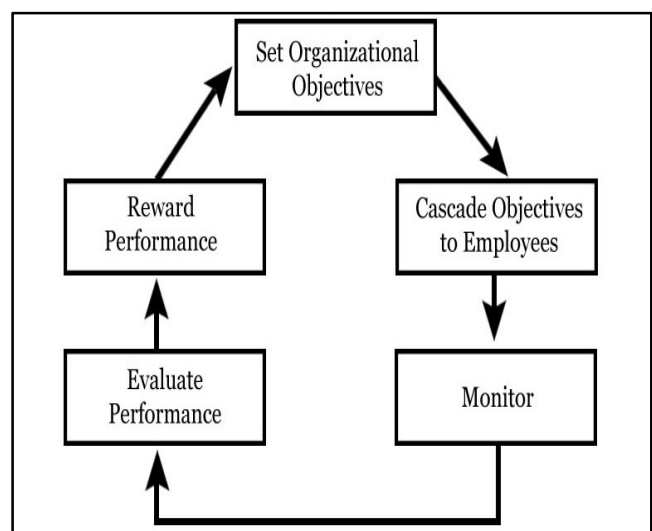 Set Organizational
Objectives
Cascade Objectives
to Employees
Monitor
Evaluate
Performance
Reward
Performance